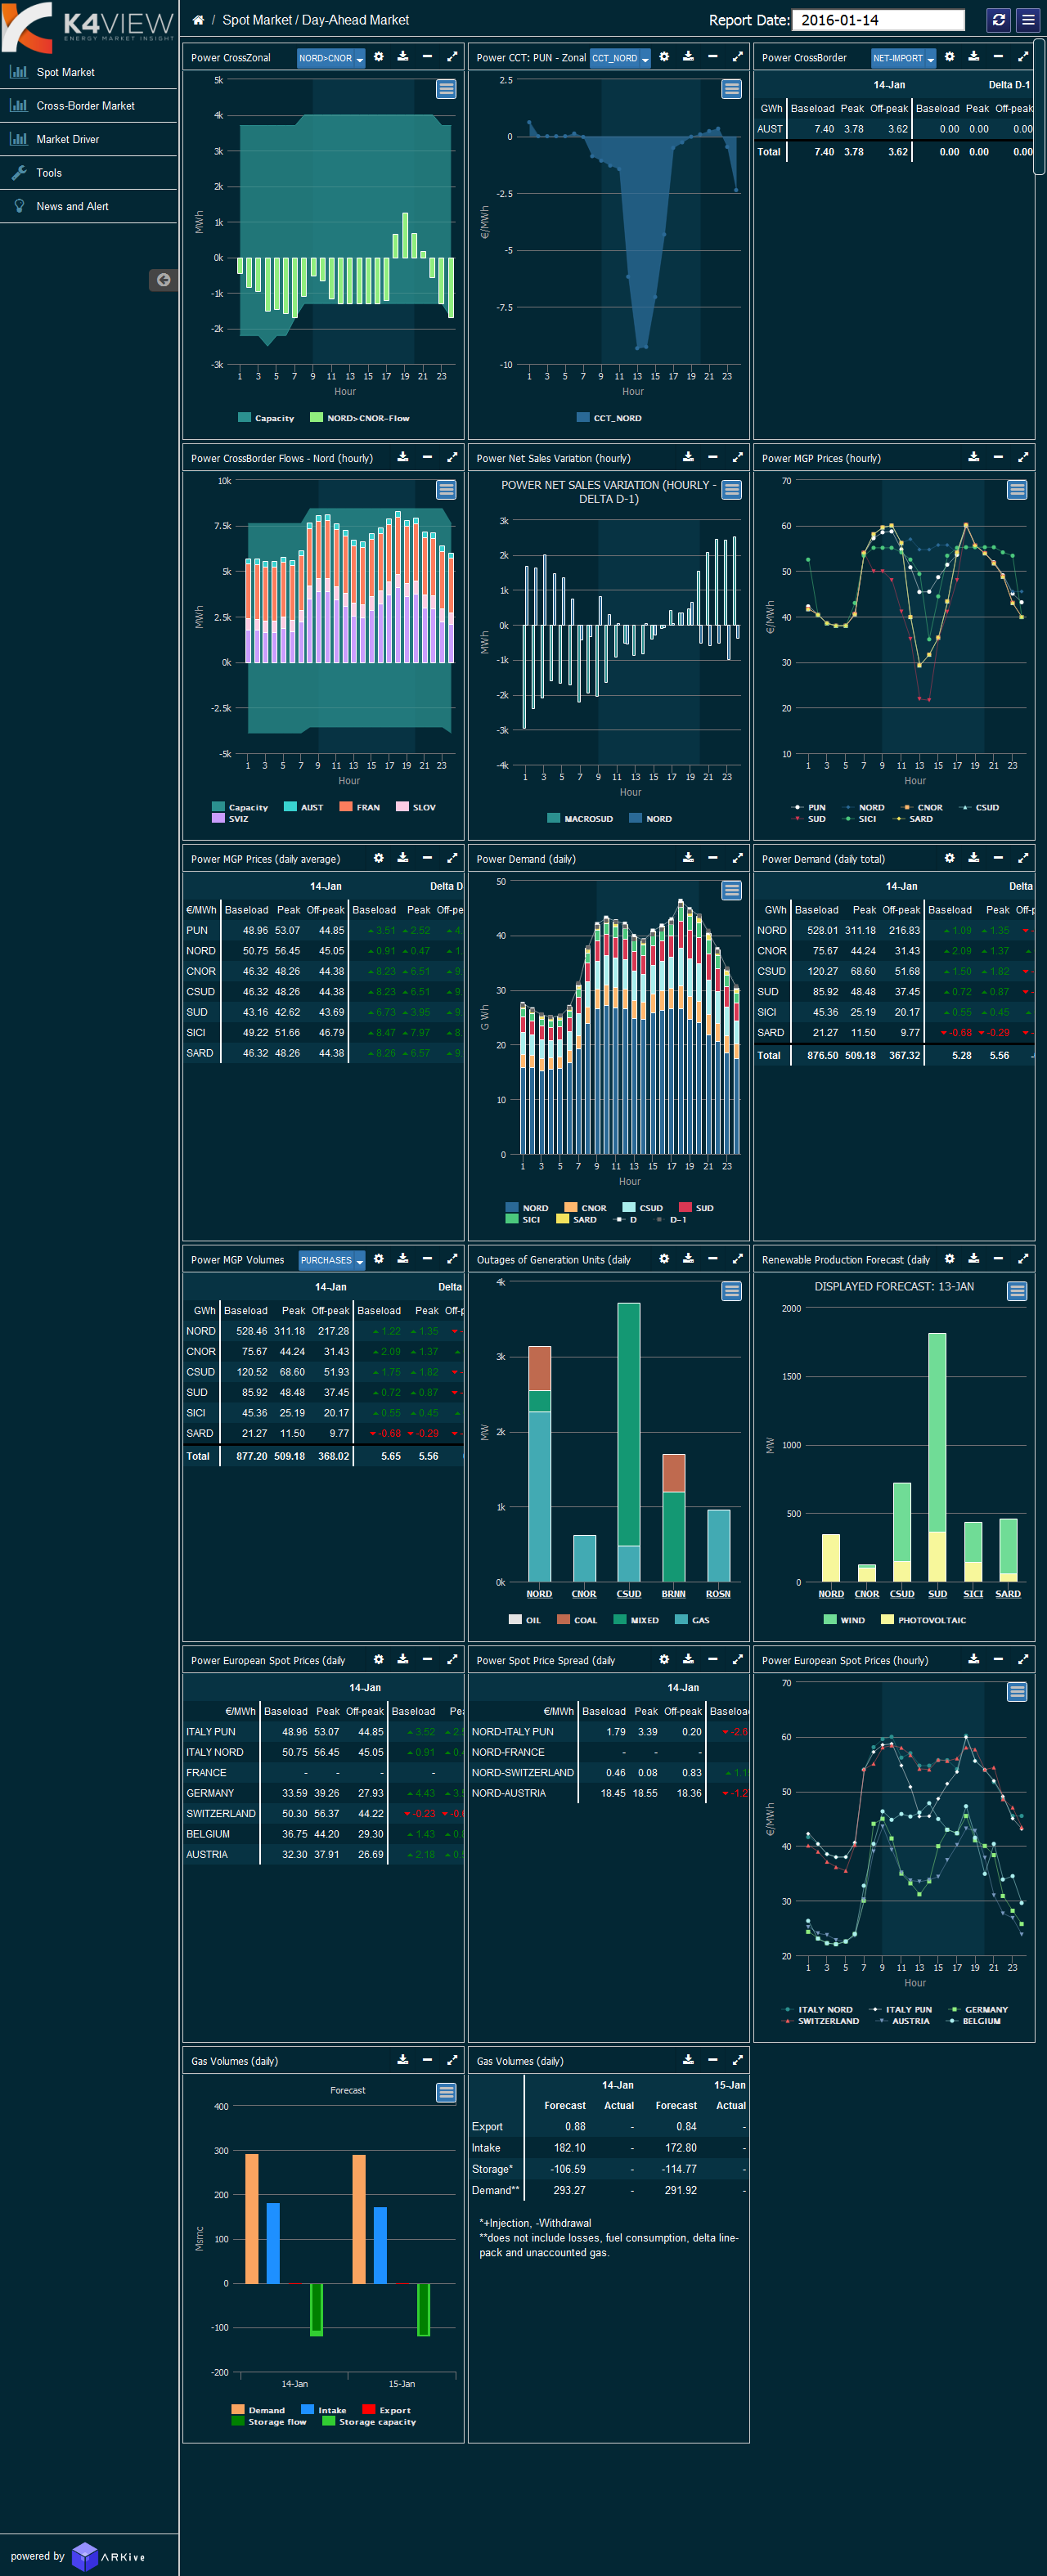 K4VIEW
ENERGY MARKET INSIGHT
/ Spot Market / Day-Ahead Market
Report Date: 2016-01-14
Spot Market
Cross-Border Market
Market Driver
Tools
News and Alert
Power CrossZonal NORD>CNOR
5k
4k
3k
2k
1k
0k
-1k
-2k
-3k
MWh
1 3 5 7 9 11 13 15 17 19 21 23
Hour
Capacity NORD>CNOR-Flow
Power CCT: PUN - Zonal CCT_NORD
2.5
0
-2.5
-5
-7.5
-10
€/MWh
1 3 5 7 9 11 13 15 17 19 21 23
Hour
CCT_NORD
Power CrossBorder NET-IMPORT
14-Jan Delta D-1
GWh Baseload Peak Off-peak Baseload Peak Off-peak
AUST 7.40 3.78 3.62 0.00 0.00 0.00
Total 7.40 3.78 3.62 0.00 0.00 0.00
Power CrossBorder Flows - Nord (hourly)
10k
7.5k
5k
2.5k
0k
-2.5k
-5k
MWh
1 3 5 7 9 11 13 15 17 19 21 23
Hour
Capacity AUST FRAN SLOV
SVIZ
Power Net Sales Variation (hourly)
POWER NET SALES VARIATION (HOURLY -
DELTA D-1)
3k
2k
1k
0k
-1k
-2k
-3k
-4k
MWh
1 3 5 7 9 11 13 15 17 19 21 23
Hour
MACROSUD NORD
Power MGP Prices (hourly)
70
60
50
40
30
20
10
€/MWh
1 3 5 7 9 11 13 15 17 19 21 23
Hour
PUN NORD CNOR CSUD
SUD SICI SARD
Power MGP Prices (daily average)
14-Jan Delta D
€/MWh Baseload Peak Off-peak Baseload Peak Off-pe
PUN 48.96 53.07 44.85 3.51 2.52 4.
NORD 50.75 56.45 45.05 0.91 0.47 1.
CNOR 46.32 48.26 44.38 8.23 6.51 9.
CSUD 46.32 48.26 44.38 8.23 6.51 9.
SUD 43.16 42.62 43.69 6.73 3.95 9.
SICI 49.22 51.66 46.79 8.47 7.97 8.
SARD 46.32 48.26 44.38 8.26 6.57 9.
Power Demand (daily)
50
40
30
20
10
0
G Wh
1 3 5 7 9 11 13 15 17 19 21 23
Hour
NORD CNOR CSUD SUD
SICI SARD D D-1
Power Demand (daily total)
14-Jan Delta
GWh Baseload Peak Off-peak Baseload Peak Off-p
NORD 528.01 311.18 216.83 1.09 1.35 -
CNOR 75.67 44.24 31.43 2.09 1.37
CSUD 120.27 68.60 51.68 1.50 1.82 -
SUD 85.92 48.48 37.45 0.72 0.87 -
SICI 45.36 25.19 20.17 0.55 0.45
SARD 21.27 11.50 9.77 -0.68 -0.29 -
Total 876.50 509.18 367.32 5.28 5.56 -
Power MGP Volumes PURCHASES
14-Jan Delta
GWh Baseload Peak Off-peak Baseload Peak Off-p
NORD 528.46 311.18 217.28 1.22 1.35 -
CNOR 75.67 44.24 31.43 2.09 1.37
CSUD 120.52 68.60 51.93 1.75 1.82 -
SUD 85.92 48.48 37.45 0.72 0.87 -
SICI 45.36 25.19 20.17 0.55 0.45
SARD 21.27 11.50 9.77 -0.68 -0.29 -
Total 877.20 509.18 368.02 5.65 5.56
Outages of Generation Units (daily
4k
3k
2k
1k
0k
MW
NORD CNOR CSUD BRNN ROSN
OIL COAL MIXED GAS
Renewable Production Forecast (daily
DISPLAYED FORECAST: 13-JAN
2000
1500
1000
500
0
MW
NORD CNOR CSUD SUD SICI SARD
WIND PHOTOVOLTAIC
Power European Spot Prices (daily
14-Jan
€/MWh Baseload Peak Off-peak Baseload Pea
ITALY PUN 48.96 53.07 44.85 3.52 2.
ITALY NORD 50.75 56.45 45.05 0.91 0.
FRANCE - - - -
GERMANY 33.59 39.26 27.93 4.43 3.
SWITZERLAND 50.30 56.37 44.22 -0.23 -0.
BELGIUM 36.75 44.20 29.30 1.43 0.
AUSTRIA 32.30 37.91 26.69 2.18 0.
Power Spot Price Spread (daily
14-Jan
€/MWh Baseload Peak Off-peak Baseloa
NORD-ITALY PUN 1.79 3.39 0.20 -2.6
NORD-FRANCE - - -
NORD-SWITZERLAND 0.46 0.08 0.83 1.1
NORD-AUSTRIA 18.45 18.55 18.36 -1.2
Power European Spot Prices (hourly)
70
60
50
40
30
20
€/MWh
1 3 5 7 9 11 13 15 17 19 21 23
Hour
ITALY NORD ITALY PUN GERMANY
SWITZERLAND AUSTRIA BELGIUM
Gas Volumes (daily)
Forecast
400
300
200
100
0
-100
-200
Msmc
14-Jan 15-Jan
Demand Intake Export
Storage flow Storage capacity
Gas Volumes (daily)
14-Jan 15-Jan
Forecast Actual Forecast Actual
Export 0.88 - 0.84 -
Intake 182.10 - 172.80 -
Storage* -106.59 - -114.77 -
Demand** 293.27 - 291.92 -
*+Injection, -Withdrawal
**does not include losses, fuel consumption, delta line-
pack and unaccounted gas.
powered by ARKive